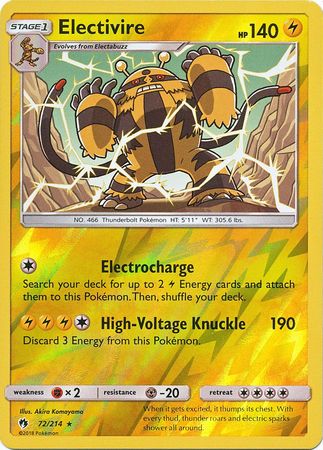 STAGE 1 Electivire HP 140
Evolves from Electabuzz
NO. 466 Thunderbolt Pokémon HT: 5'11" WT: 305.6 lbs.
Electrocharge
Search your deck for up to 2 Energy cards and attach
them to this Pokémon. Then, shuffle your deck.
High-Voltage Knuckle 190
Discard 3 Energy from this Pokémon.
weakness × 2 resistance -20 retreat
Illus. Akira Komayama
72/214
©2018 Pokémon
When it gets excited, it thumps its chest. With
every thud, thunder roars and electric sparks
shower all around.